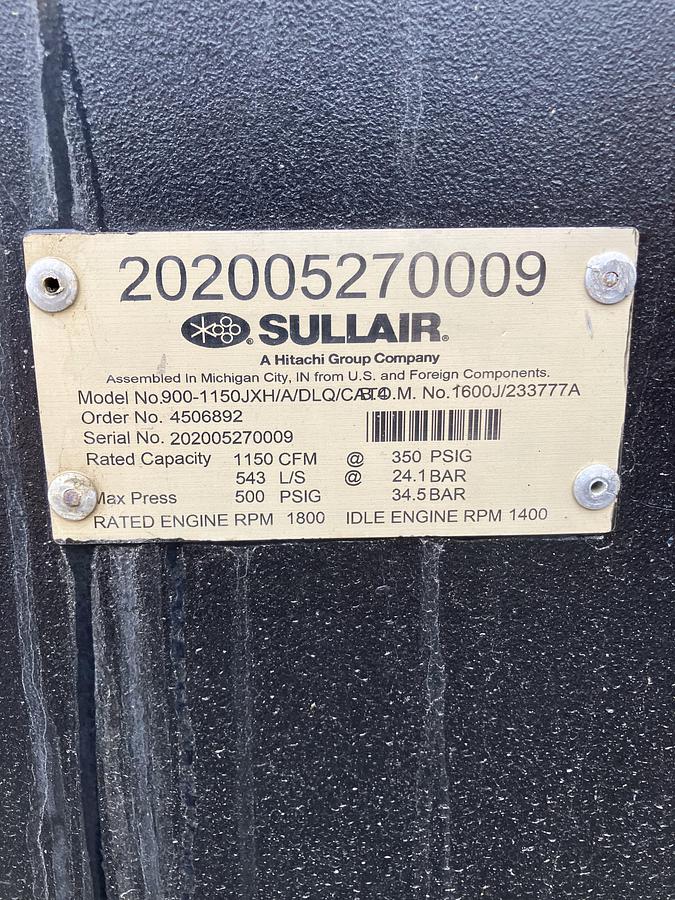 202005270009
SULLAIR®
A Hitachi Group Company
Assembled In Michigan City, IN from U.S. and Foreign Components.
Model No.900-1150JXH/A/DLQ/CAT4 B.O.M. No.1600J/233777A
Order No. 4506892
Serial No. 202005270009
Rated Capacity 1150 CFM @ 350 PSIG
543 L/S @ 24.1 BAR
Max Press 500 PSIG 34.5 BAR
RATED ENGINE RPM 1800 IDLE ENGINE RPM 1400